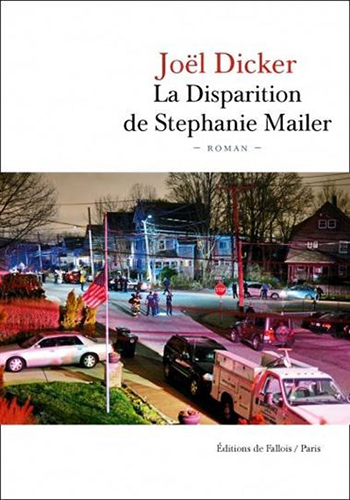 Joël Dicker
La Disparition
de Stephanie Mailer
– ROMAN –
Éditions de Fallois / Paris